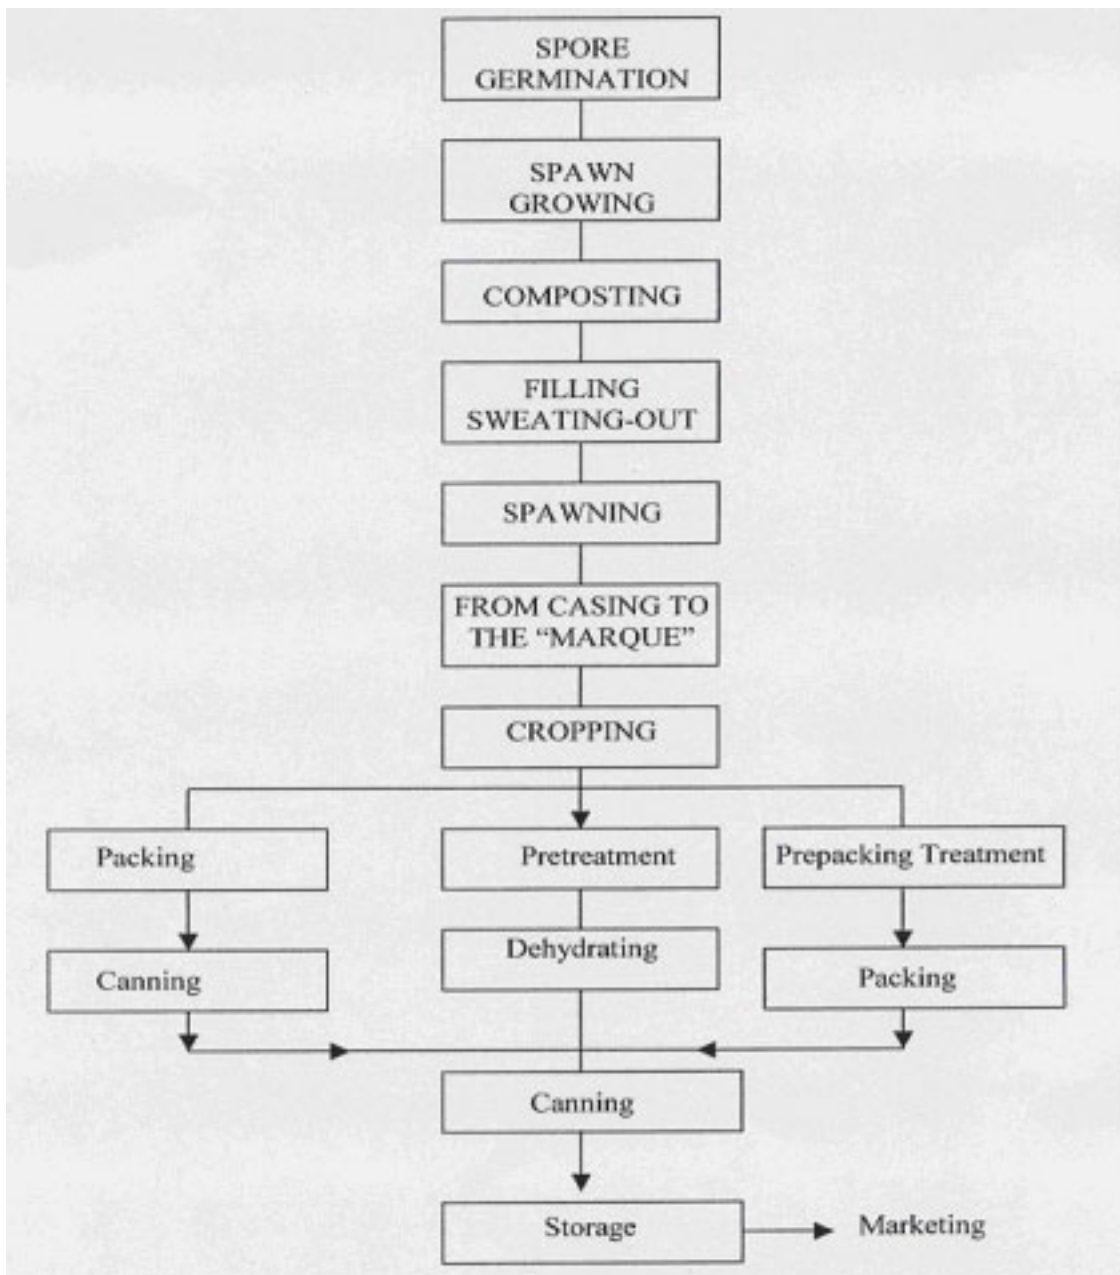 SPORE
GERMINATION
SPAWN
GROWING
COMPOSTING
FILLING
SWEATING-OUT
SPAWNING
FROM CASING TO
THE “MARQUE”
CROPPING
Packing
Pretreatment
Prepacking Treatment
Canning
Dehydrating
Packing
Canning
Storage
Marketing